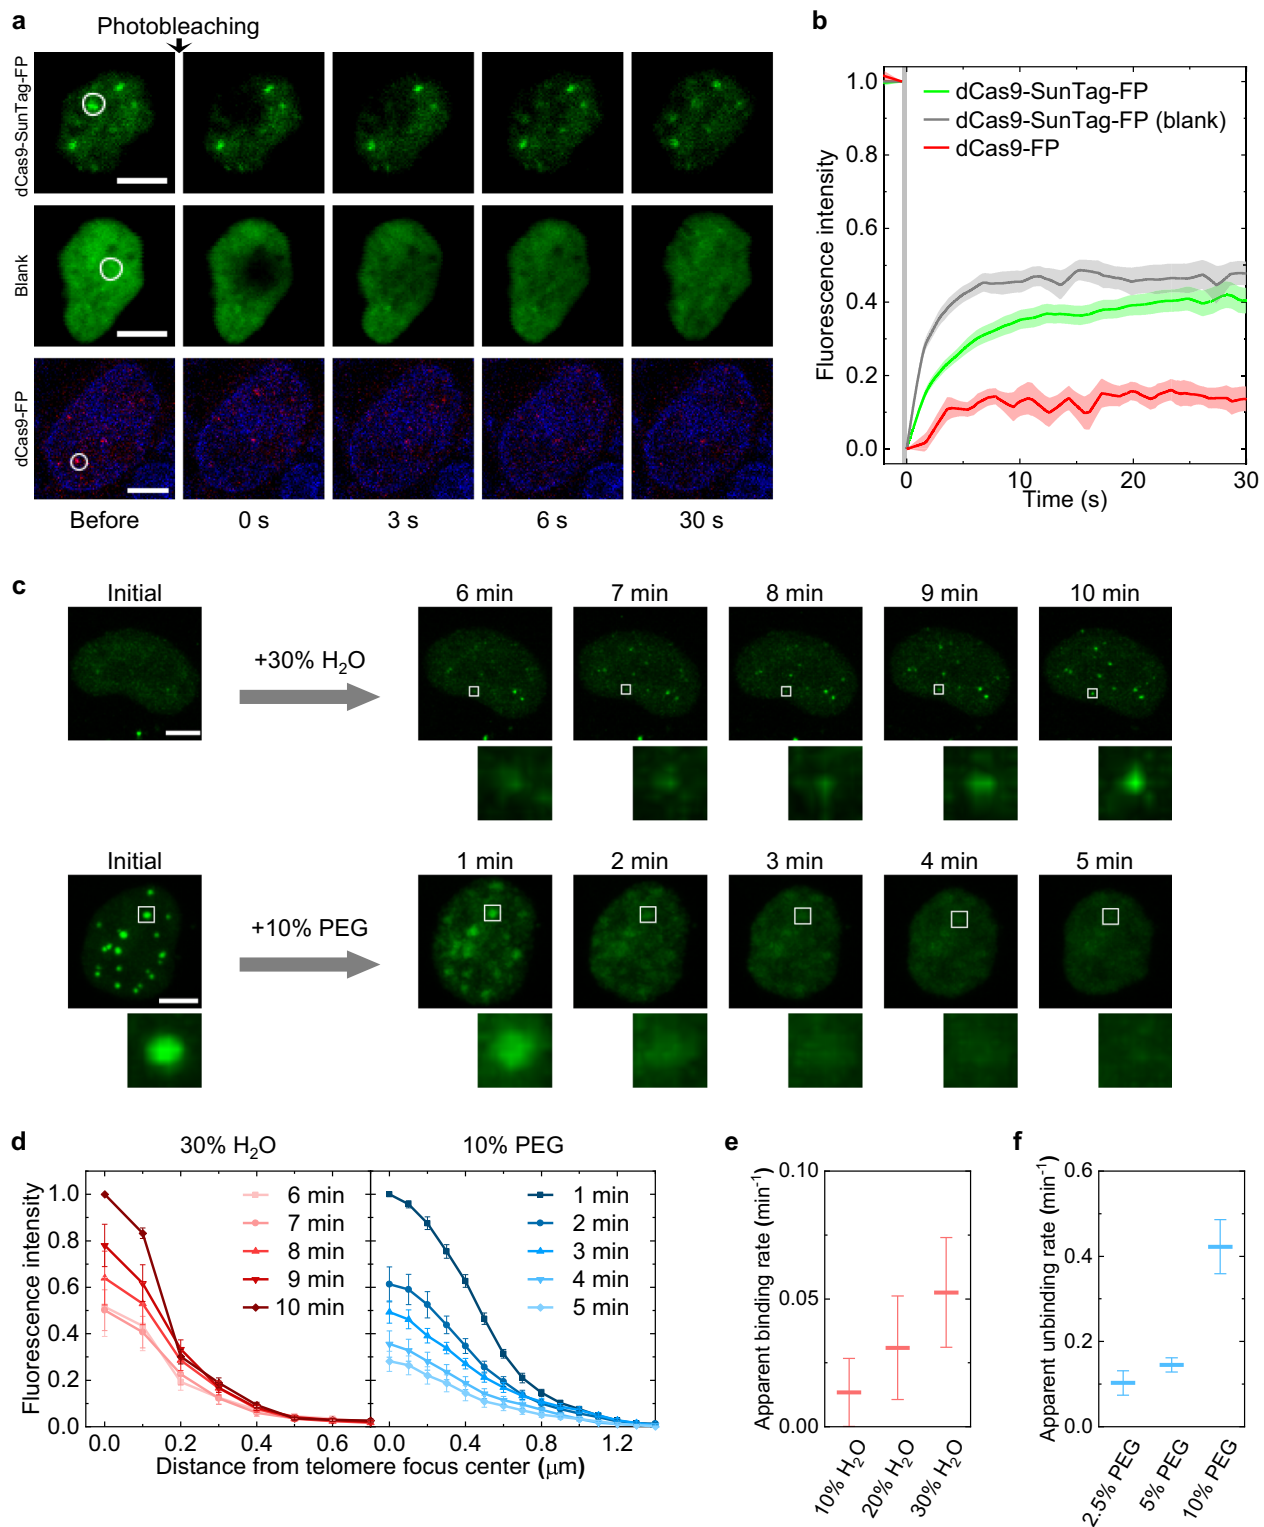 a
Photobleaching
dCas9-SunTag-FP
Blank
dCas9-FP
Before
0 s
3 s
6 s
30 s
b
Fluorescence intensity
1.0
0.8
0.6
0.4
0.2
0.0
dCas9-SunTag-FP
dCas9-SunTag-FP (blank)
dCas9-FP
0
10
20
30
Time (s)
c
Initial
+30% H₂O
6 min
7 min
8 min
9 min
10 min
Initial
+10% PEG
1 min
2 min
3 min
4 min
5 min
d
30% H₂O
10% PEG
Fluorescence intensity
1.0
0.8
0.6
0.4
0.2
0.0
6 min
7 min
8 min
9 min
10 min
1 min
2 min
3 min
4 min
5 min
0.0
0.2
0.4
0.6
0.0
0.4
0.8
1.2
Distance from telomere focus center (μm)
e
Apparent binding rate (min⁻¹)
0.10
0.05
0.00
10% H₂O
20% H₂O
30% H₂O
f
Apparent unbinding rate (min⁻¹)
0.6
0.4
0.2
0.0
2.5% PEG
5% PEG
10% PEG